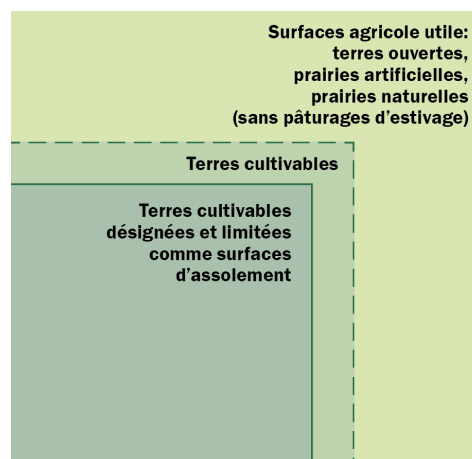 Surfaces agricole utile:
terres ouvertes,
prairies artificielles,
prairies naturelles
(sans pâturages d'estivage)
Terres cultivables
Terres cultivables
désignées et limitées
comme surfaces
d'assolement